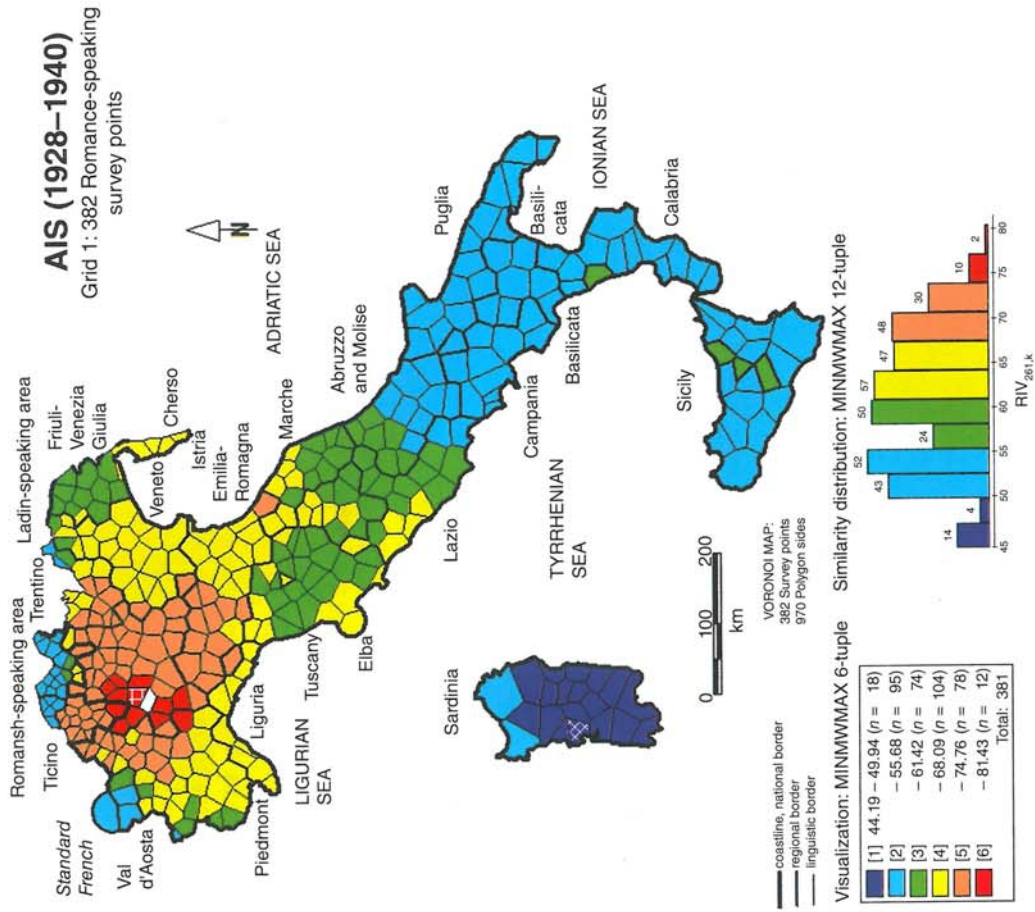 AIS (1928–1940)
Grid 1: 382 Romance-speaking
survey points
Romansh-speaking area
Ladin-speaking area
Ticino
Trentino
Friuli-
Venezia
Giulia
Standard
French
Val
d'Aosta
Veneto
Cherso
Istria
Emilia-
Romagna
Piedmont
Liguria
LIGURIAN
SEA
Marche
ADRIATIC SEA
Tuscany
Elba
Abruzzo
and Molise
Lazio
Puglia
Sardinia
TYRRHENIAN
SEA
Campania
Basili-
cata
Basilicata
IONIAN SEA
Calabria
Sicily
N
0 100 200
km
VORONOI MAP:
382 Survey points
970 Polygon sides
coastline, national border
regional border
linguistic border
Visualization: MINMWMAX 6-tuple
[1] 44.19 – 49.94 (n = 18)
[2] – 55.68 (n = 95)
[3] – 61.42 (n = 74)
[4] – 68.09 (n = 104)
[5] – 74.76 (n = 78)
[6] – 81.43 (n = 12)
Total: 381
Similarity distribution: MINMWMAX 12-tuple
14 4 43 52 24 50 57 47 48 30 10 2
45 50 55 60 65 70 75 80
RIV261,k